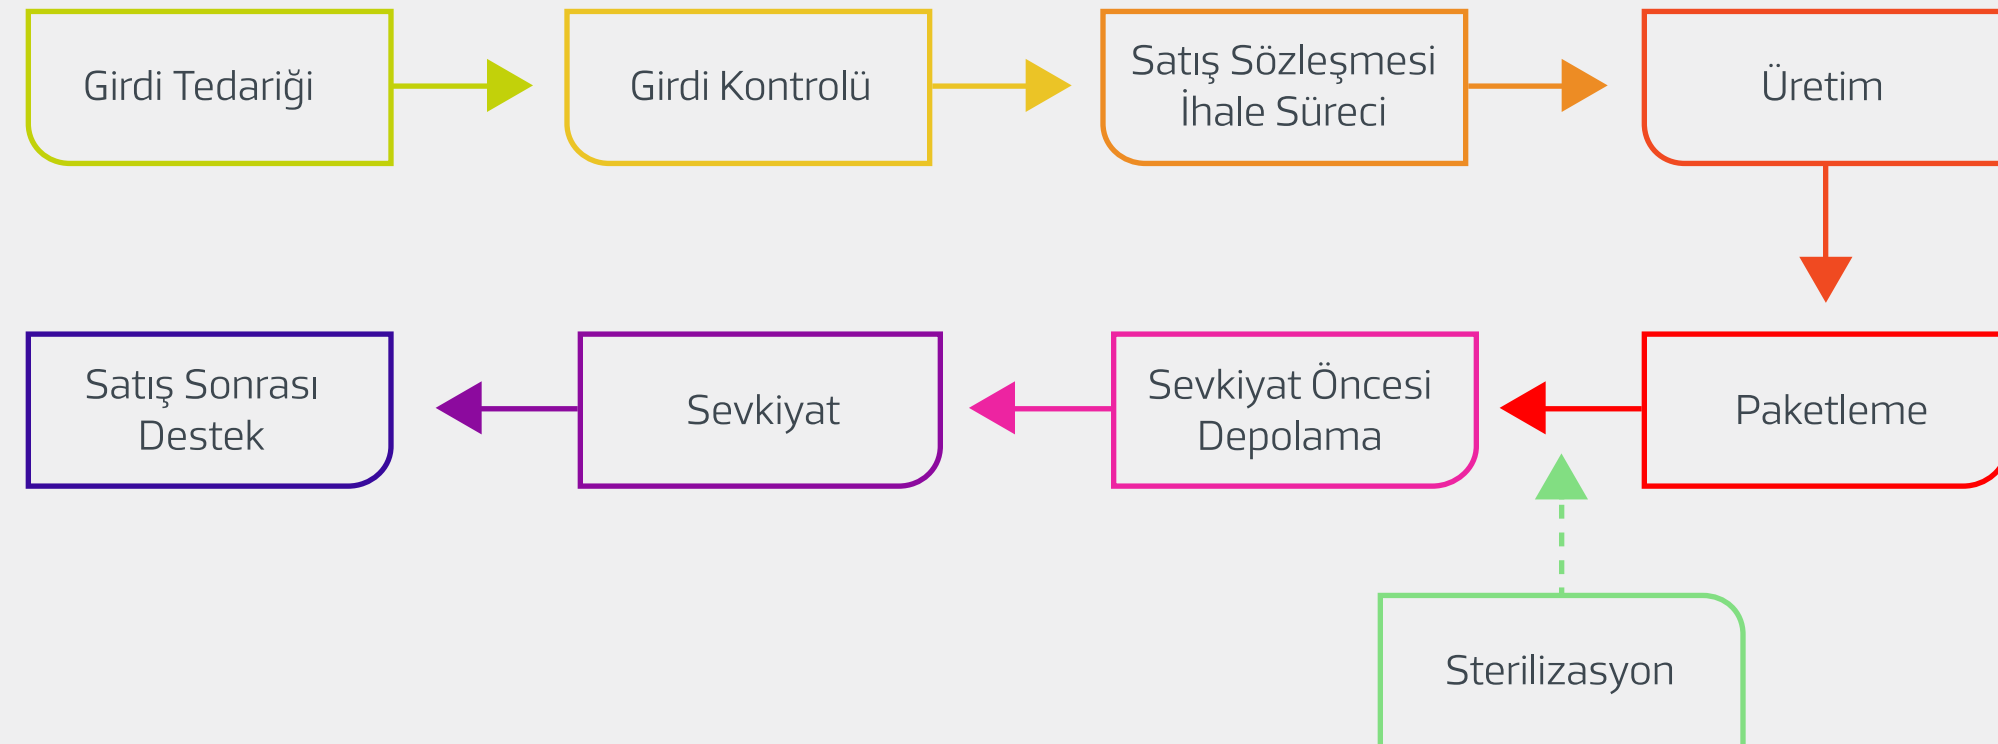 Girdi Tedariği
Girdi Kontrolü
Satış Sözleşmesi
İhale Süreci
Üretim
Paketleme
Sevkiyat Öncesi
Depolama
Sevkiyat
Satış Sonrası
Destek
Sterilizasyon